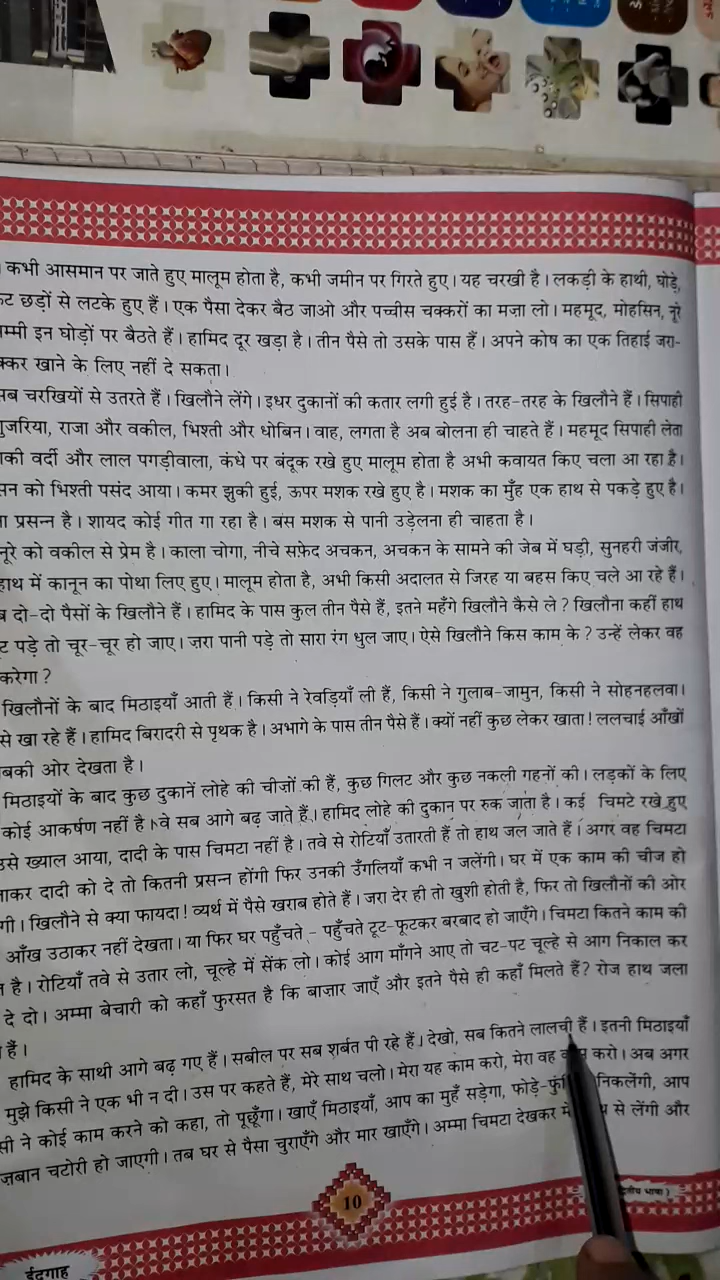 कभी आसमान पर जाते हुए मालूम होता है, कभी जमीन पर गिरते हुए। यह चरखी है। लकड़ी के हाथी, घोड़े,
छड़ों से लटके हुए हैं। एक पैसा देकर बैठ जाओ और पच्चीस चक्करों का मज़ा लो। महमूद, मोहसिन, नूरे
म्मी इन घोड़ों पर बैठते हैं। हामिद दूर खड़ा है। तीन पैसे तो उसके पास हैं। अपने कोष का एक तिहाई जरा-
क्कर खाने के लिए नहीं दे सकता।
चरखियों से उतरते हैं। खिलौने लेंगे। इधर दुकानों की कतार लगी हुई है। तरह-तरह के खिलौने हैं। सिपाही
गुजरिया, राजा और वकील, भिश्ती और धोबिन। वाह, लगता है अब बोलना ही चाहते हैं। महमूद सिपाही लेता
की वर्दी और लाल पगड़ीवाला, कंधे पर बंदूक रखे हुए मालूम होता है अभी कवायत किए चला आ रहा है।
सन को भिश्ती पसंद आया। कमर झुकी हुई, ऊपर मशक रखे हुए है। मशक का मुँह एक हाथ से पकड़े हुए है।
प्रसन्न है। शायद कोई गीत गा रहा है। बंस मशक से पानी उड़ेलना ही चाहता है।
नूरे को वकील से प्रेम है। काला चोगा, नीचे सफ़ेद अचकन, अचकन के सामने की जेब में घड़ी, सुनहरी जंजीर,
हाथ में कानून का पोथा लिए हुए। मालूम होता है, अभी किसी अदालत से जिरह या बहस किए चले आ रहे हैं।
दो-दो पैसों के खिलौने हैं। हामिद के पास कुल तीन पैसे हैं, इतने महँगे खिलौने कैसे ले? खिलौना कहीं हाथ
पड़े तो चूर-चूर हो जाए। ज़रा पानी पड़े तो सारा रंग धुल जाए। ऐसे खिलौने किस काम के? उन्हें लेकर वह
करेगा?
खिलौनों के बाद मिठाइयाँ आती हैं। किसी ने रेवड़ियाँ ली हैं, किसी ने गुलाब-जामुन, किसी ने सोहनहलवा।
से खा रहे हैं। हामिद बिरादरी से पृथक है। अभागे के पास तीन पैसे हैं। क्यों नहीं कुछ लेकर खाता! ललचाई आँखों
बकी ओर देखता है।
मिठाइयों के बाद कुछ दुकानें लोहे की चीज़ों की हैं, कुछ गिलट और कुछ नकली गहनों की। लड़कों के लिए
कोई आकर्षण नहीं है। वे सब आगे बढ़ जाते हैं। हामिद लोहे की दुकान पर रुक जाता है। कई चिमटे रखे हुए
उसे ख्याल आया, दादी के पास चिमटा नहीं है। तवे से रोटियाँ उतारती हैं तो हाथ जल जाते हैं। अगर वह चिमटा
जाकर दादी को दे तो कितनी प्रसन्न होंगी फिर उनकी उँगलियाँ कभी न जलेंगी। घर में एक काम की चीज हो
गी। खिलौने से क्या फायदा! व्यर्थ में पैसे खराब होते हैं। जरा देर ही तो खुशी होती है, फिर तो खिलौनों की ओर
आँख उठाकर नहीं देखता। या फिर घर पहुँचते - पहुँचते टूट-फूटकर बरबाद हो जाएँगे। चिमटा कितने काम की
है। रोटियाँ तवे से उतार लो, चूल्हे में सेंक लो। कोई आग माँगने आए तो चट-पट चूल्हे से आग निकाल कर
दे दो। अम्मा बेचारी को कहाँ फुरसत है कि बाज़ार जाएँ और इतने पैसे ही कहाँ मिलते हैं? रोज हाथ जला
हैं।
हामिद के साथी आगे बढ़ गए हैं। सबील पर सब शर्बत पी रहे हैं। देखो, सब कितने लालची हैं। इतनी मिठाइयाँ
मुझे किसी ने एक भी न दी। उस पर कहते हैं, मेरे साथ चलो। मेरा यह काम करो, मेरा वह करो। अब अगर
सी ने कोई काम करने को कहा, तो पूछूँगा। खाएँ मिठाइयाँ, आप का मुहँ सड़ेगा, फोड़े-फुं निकलेंगी, आप
ज़बान चटोरी हो जाएगी। तब घर से पैसा चुराएँगे और मार खाएँगे। अम्मा चिमटा देखकर से लेंगी और
10
भाषा)
ईदगाह